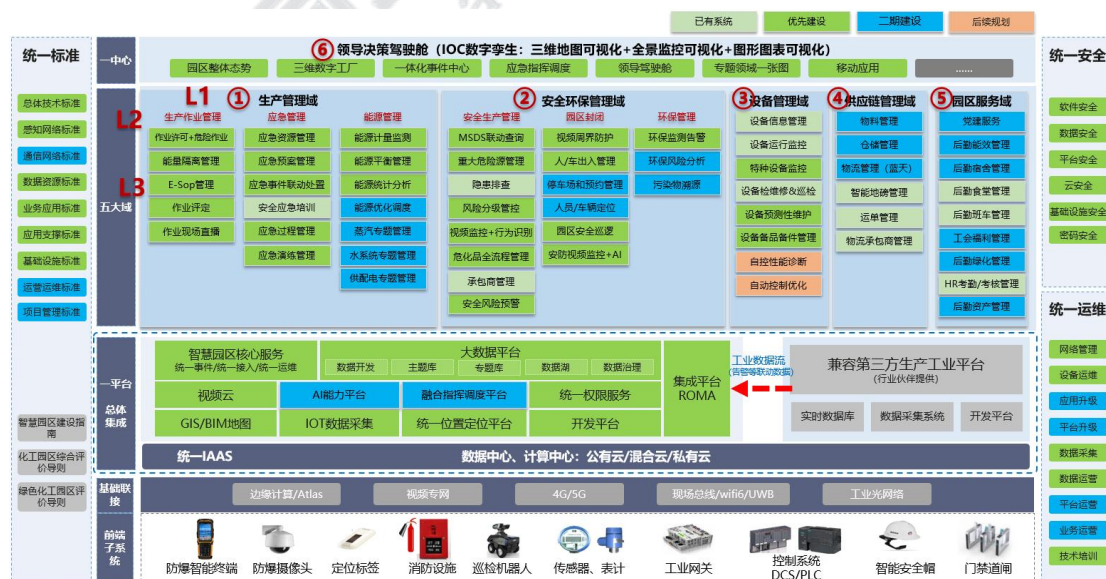 已有系统
优先建设
二期建设
后续规划
统一标准
总体技术标准
感知网络标准
通信网络标准
数据资源标准
业务应用标准
应用支撑标准
基础设施标准
运营运维标准
项目管理标准
智慧园区建设指南
化工园区综合评价导则
绿色化工园区评价导则
一中心
⑥ 领导决策驾驶舱（IOC数字孪生：三维地图可视化+全景监控可视化+图形图表可视化）
园区整体态势
三维数字工厂
一体化事件中心
应急指挥调度
领导驾驶舱
专题领域一张图
移动应用
......
五大域
L1
L2
L3
① 生产管理域
生产作业管理
作业许可+危险作业
能量隔离管理
E-Sop管理
作业评定
作业现场直播
应急管理
应急资源管理
应急预案管理
应急事件联动处置
安全应急培训
应急过程管理
应急演练管理
能源管理
能源计量监测
能源平衡管理
能源统计分析
能源优化调度
蒸汽专题管理
水系统专题管理
供配电专题管理
② 安全环保管理域
安全生产管理
MSDS联动查询
重大危险源管理
隐患排查
风险分级管控
视频监控+行为识别
危化品全流程管理
承包商管理
安全风险预警
园区封闭
视频周界防护
人/车出入管理
停车场和预约管理
人员/车辆定位
园区安全巡逻
安防视频监控+AI
环保管理
环保监测告警
环保风险分析
污染物溯源
③设备管理域
设备信息管理
设备运行监控
特种设备监控
设备检维修&巡检
设备预测性维护
设备备品备件管理
自控性能诊断
自动控制优化
④供应链管理域
物料管理
仓储管理
物流管理（蓝天）
智能地磅管理
运单管理
物流承包商管理
⑤园区服务域
党建服务
后勤能效管理
后勤宿舍管理
后勤食堂管理
后勤班车管理
工会福利管理
后勤绿化管理
HR考勤/考核管理
后勤资产管理
一平台
总体集成
智慧园区核心服务
统一事件/统一接入/统一运维
大数据平台
数据开发
主题库
专题库
数据湖
数据治理
视频云
AI能力平台
融合指挥调度平台
统一权限服务
GIS/BIM地图
IOT数据采集
统一位置定位平台
开发平台
集成平台
ROMA
工业数据流
(告警等联动数据)
兼容第三方生产工业平台
(行业伙伴提供)
实时数据库
数据采集系统
开发平台
统一IAAS
数据中心、计算中心：公有云/混合云/私有云
基础联接
边缘计算/Atlas
视频专网
4G/5G
现场总线/wifi6/UWB
工业光网络
前端子系统
防爆智能终端
防爆摄像头
定位标签
消防设施
巡检机器人
传感器、表计
工业网关
控制系统
DCS/PLC
智能安全帽
门禁道闸
统一安全
软件安全
数据安全
平台安全
云安全
基础设施安全
密码安全
统一运维
网络管理
设备运维
应用升级
平台升级
数据采集
数据运营
平台运营
业务运营
技术培训